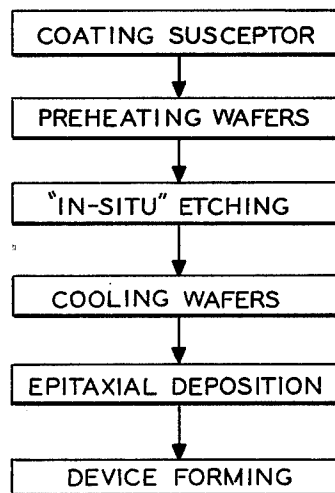 COATING SUSCEPTOR
PREHEATING WAFERS
"IN-SITU" ETCHING
COOLING WAFERS
EPITAXIAL DEPOSITION
DEVICE FORMING